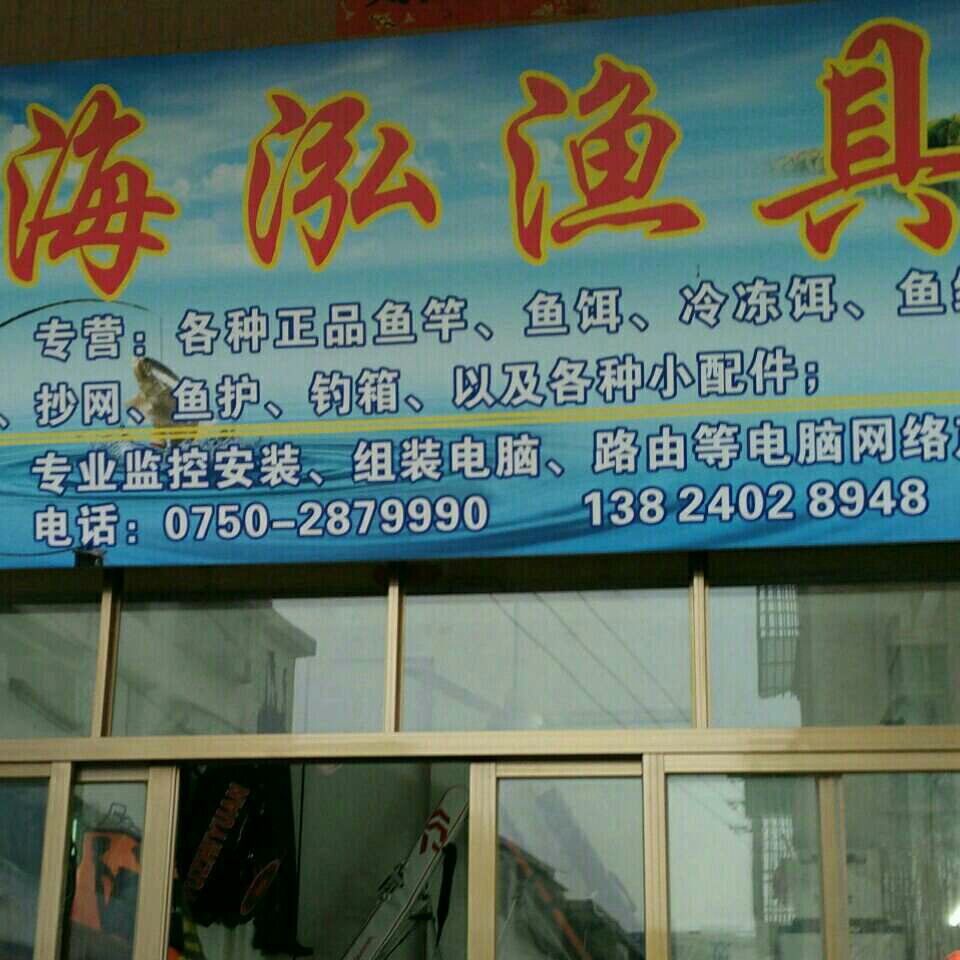 海泓渔具
专营：各种正品鱼竿、鱼饵、冷冻饵、鱼
、抄网、鱼护、钓箱、以及各种小配件；
专业监控安装、组装电脑、路由等电脑网络
电话：0750-2879990 138 2402 8948